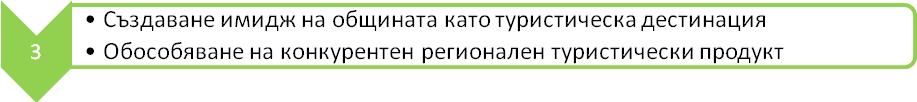 3
• Създаване имидж на общината като туристическа дестинация
• Обособяване на конкурентен регионален туристически продукт